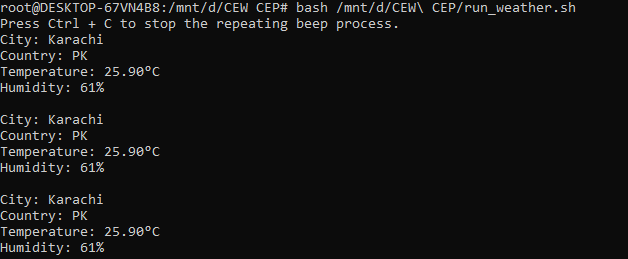 root@DESKTOP-67VN4B8:/mnt/d/CEW CEP# bash /mnt/d/CEW\ CEP/run_weather.sh
Press Ctrl + C to stop the repeating beep process.
City: Karachi
Country: PK
Temperature: 25.90°C
Humidity: 61%
City: Karachi
Country: PK
Temperature: 25.90°C
Humidity: 61%
City: Karachi
Country: PK
Temperature: 25.90°C
Humidity: 61%